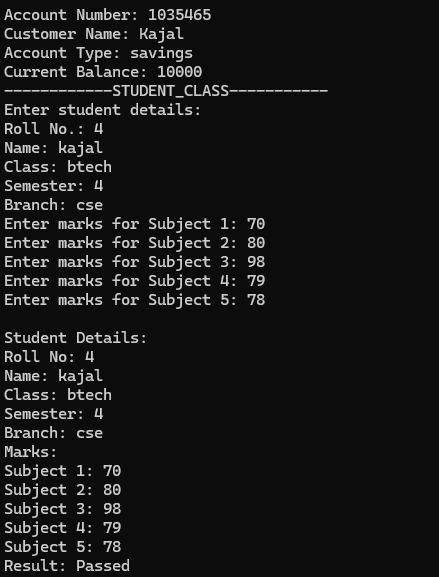 Account Number: 1035465
Customer Name: Kajal
Account Type: savings
Current Balance: 10000
------------STUDENT_CLASS-----------
Enter student details:
Roll No.: 4
Name: kajal
Class: btech
Semester: 4
Branch: cse
Enter marks for Subject 1: 70
Enter marks for Subject 2: 80
Enter marks for Subject 3: 98
Enter marks for Subject 4: 79
Enter marks for Subject 5: 78
Student Details:
Roll No: 4
Name: kajal
Class: btech
Semester: 4
Branch: cse
Marks:
Subject 1: 70
Subject 2: 80
Subject 3: 98
Subject 4: 79
Subject 5: 78
Result: Passed